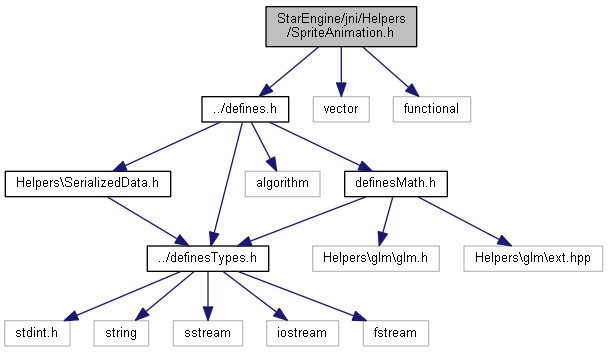 StarEngine/jni/Helpers
/SpriteAnimation.h
../defines.h
vector
functional
Helpers\SerializedData.h
algorithm
definesMath.h
../definesTypes.h
Helpers\glm\glm.h
Helpers\glm\ext.hpp
stdint.h
string
sstream
iostream
fstream